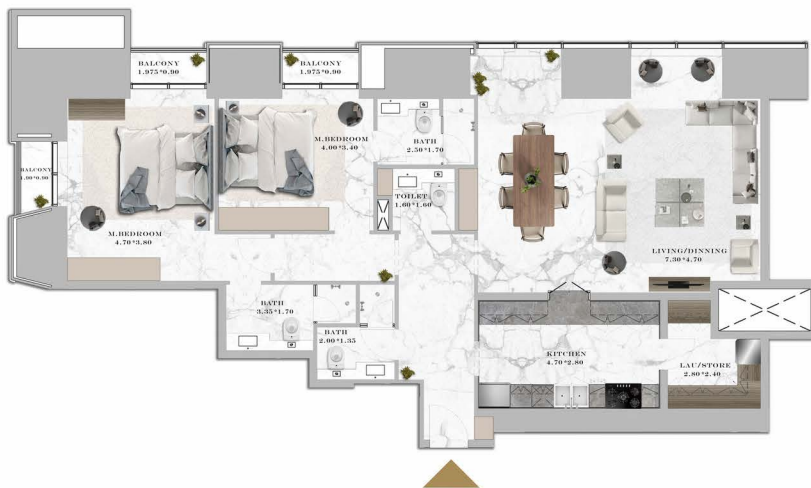 BALCONY
1.975*0.90
BALCONY
1.975*0.90
M.BEDROOM
4.00*3.40
BATH
2.50*1.70
BALCONY
1.00*0.90
TOILET
1.60*1.60
M.BEDROOM
4.70*3.80
LIVING/DINNING
7.30*4.70
BATH
3.35*1.70
BATH
2.00*1.35
KITCHEN
4.70*2.80
LAU/STORE
2.80*2.40